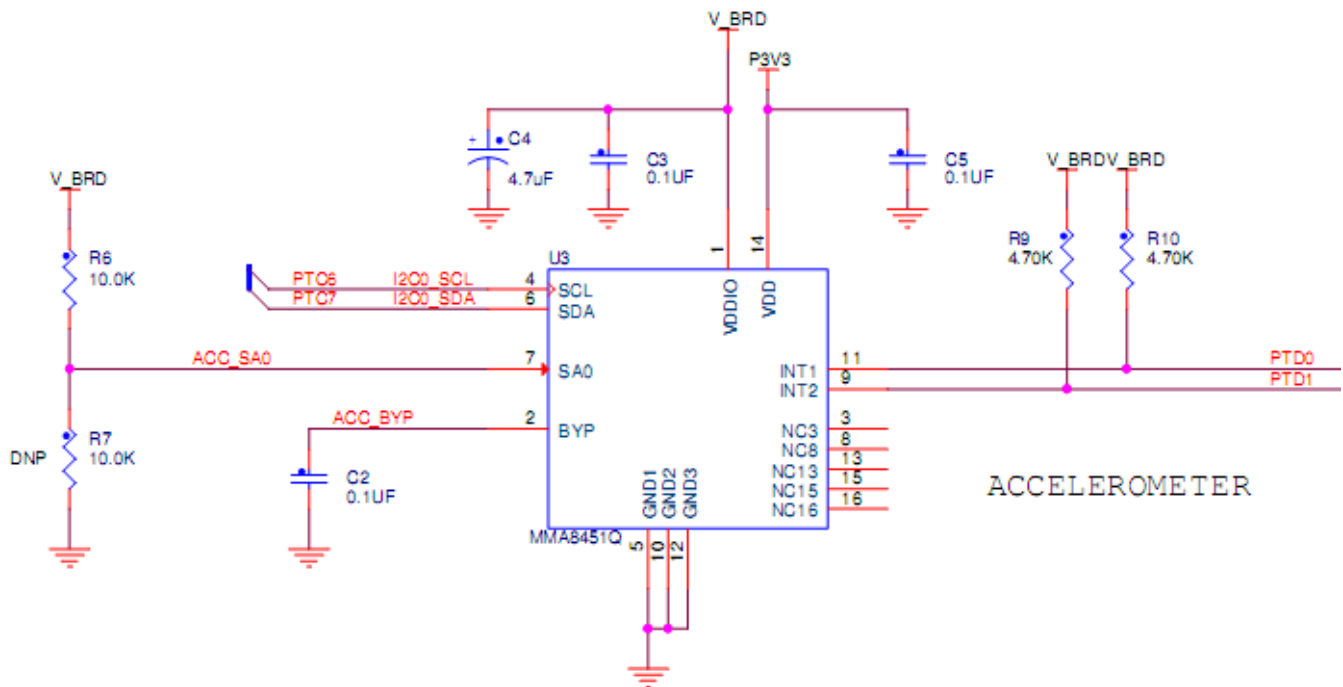 V_BRD
P3V3
C4
4.7uF
C3
0.1UF
C5
0.1UF
V_BRD V_BRD
V_BRD
R9
4.70K
R10
4.70K
R6
10.0K
U3
1
14
PTC6 I2C0_SCL 4 SCL
PTC7 I2C0_SDA 6 SDA
VDDIO
VDD
ACC_SA0 7 SA0
INT1 11 PTD0
INT2 9 PTD1
ACC_BYP 2 BYP
NC3 3
NC8 8
NC13 13
NC15 15
NC16 16
DNP
R7
10.0K
C2
0.1UF
GND1
GND2
GND3
ACCELEROMETER
MMA8451Q
5
10
12